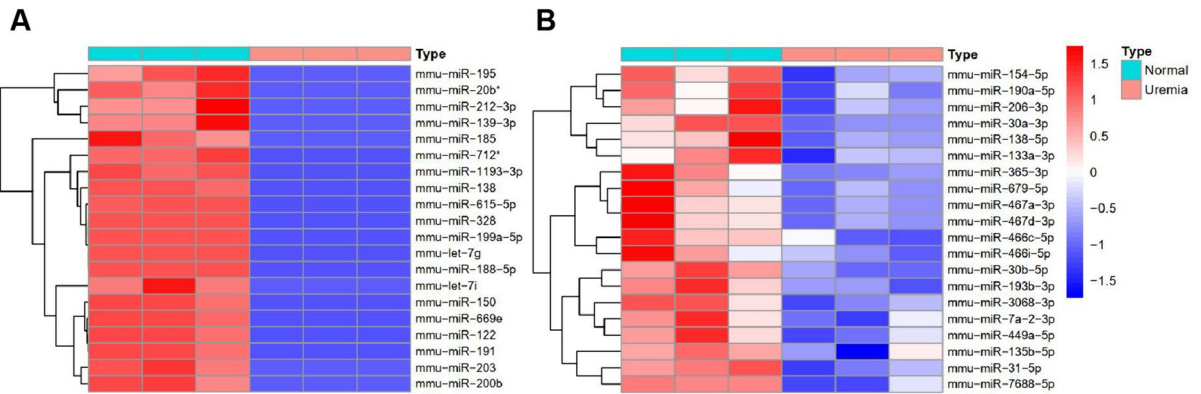 A
Type
mmu-miR-195
mmu-miR-20b*
mmu-miR-212-3p
mmu-miR-139-3p
mmu-miR-185
mmu-miR-712*
mmu-miR-1193-3p
mmu-miR-138
mmu-miR-615-5p
mmu-miR-328
mmu-miR-199a-5p
mmu-let-7g
mmu-miR-188-5p
mmu-let-7i
mmu-miR-150
mmu-miR-669e
mmu-miR-122
mmu-miR-191
mmu-miR-203
mmu-miR-200b
B
Type
mmu-miR-154-5p
mmu-miR-190a-5p
mmu-miR-206-3p
mmu-miR-30a-3p
mmu-miR-138-5p
mmu-miR-133a-3p
mmu-miR-365-3p
mmu-miR-679-5p
mmu-miR-467a-3p
mmu-miR-467d-3p
mmu-miR-466c-5p
mmu-miR-466i-5p
mmu-miR-30b-5p
mmu-miR-193b-3p
mmu-miR-3068-3p
mmu-miR-7a-2-3p
mmu-miR-449a-5p
mmu-miR-135b-5p
mmu-miR-31-5p
mmu-miR-7688-5p
1.5
1
0.5
0
-0.5
-1
-1.5
Type
Normal
Uremia